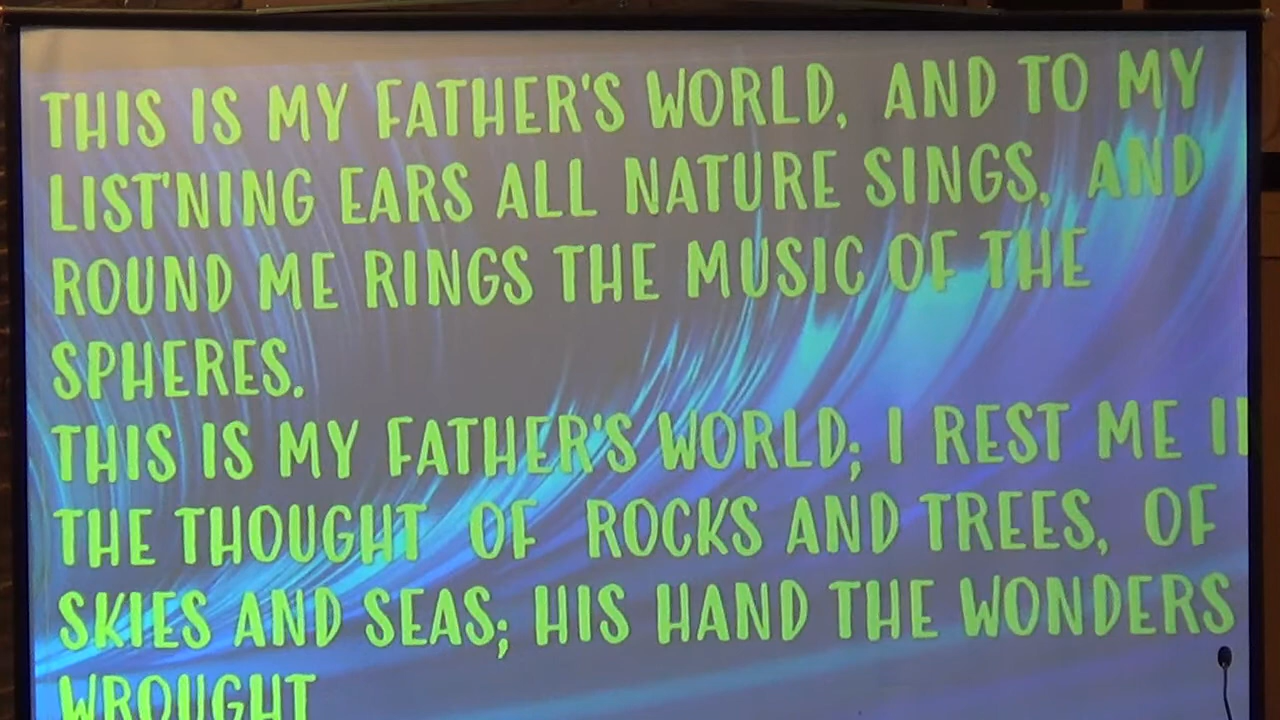 THIS IS MY FATHER'S WORLD, AND TO MY
LIST'NING EARS ALL NATURE SINGS, AND
ROUND ME RINGS THE MUSIC OF THE
SPHERES.
THIS IS MY FATHER'S WORLD; I REST ME
THE THOUGHT OF ROCKS AND TREES, OF
SKIES AND SEAS; HIS HAND THE WONDERS
WROUGHT